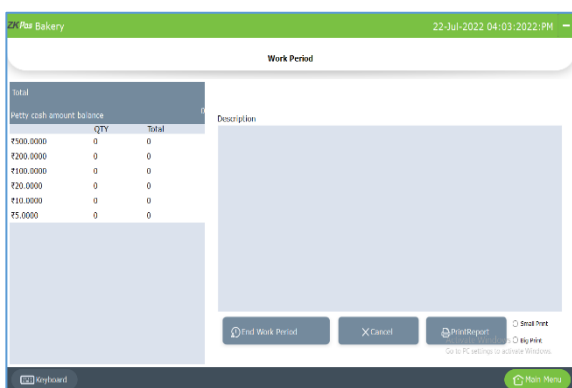 ZKPos Bakery 22-Jul-2022 04:03:2022:PM
Work Period
Total
Petty cash amount balance 0
Description
QTY Total
₹500.0000 0 0
₹200.0000 0 0
₹100.0000 0 0
₹20.0000 0 0
₹10.0000 0 0
₹5.0000 0 0
End Work Period
Cancel
PrintReport
Small Print
Big Print
Activate Windows
Go to PC settings to activate Windows.
Keyboard
Main Menu